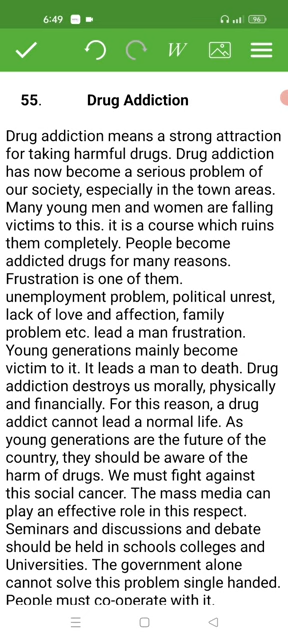 6:49
96
W
55. Drug Addiction
Drug addiction means a strong attraction
for taking harmful drugs. Drug addiction
has now become a serious problem of
our society, especially in the town areas.
Many young men and women are falling
victims to this. it is a course which ruins
them completely. People become
addicted drugs for many reasons.
Frustration is one of them.
unemployment problem, political unrest,
lack of love and affection, family
problem etc. lead a man frustration.
Young generations mainly become
victim to it. It leads a man to death. Drug
addiction destroys us morally, physically
and financially. For this reason, a drug
addict cannot lead a normal life. As
young generations are the future of the
country, they should be aware of the
harm of drugs. We must fight against
this social cancer. The mass media can
play an effective role in this respect.
Seminars and discussions and debate
should be held in schools colleges and
Universities. The government alone
cannot solve this problem single handed.
People must co-operate with it.